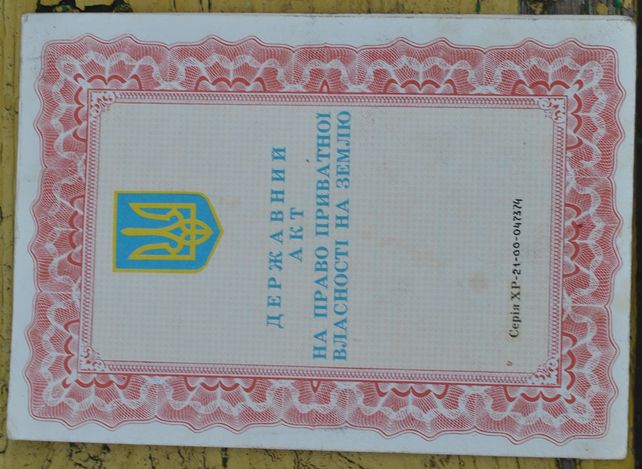 ДЕРЖАВНИЙ
АКТ
НА ПРАВО ПРИВАТНОЇ
ВЛАСНОСТІ НА ЗЕМЛЮ
Серія ХР-21-00-047374